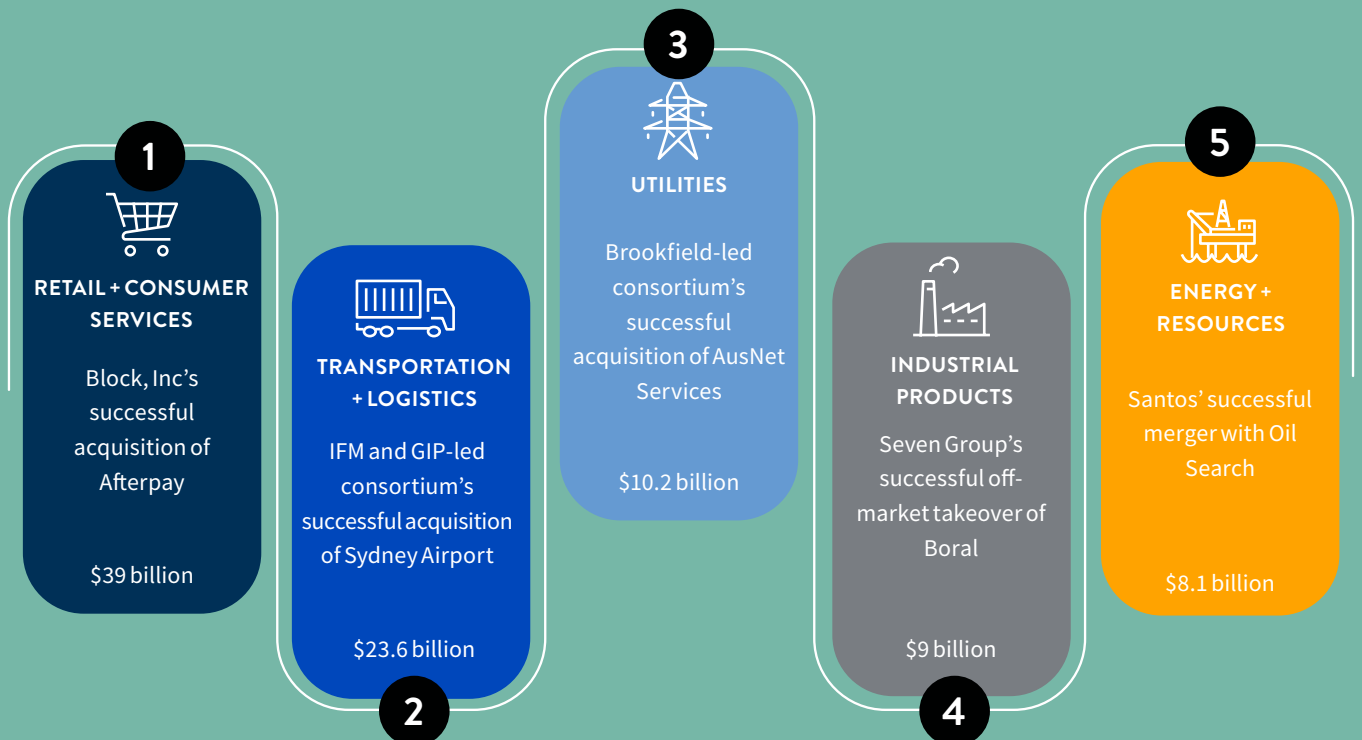 1
RETAIL + CONSUMER
SERVICES
Block, Inc’s
successful
acquisition of
Afterpay
$39 billion
TRANSPORTATION
+ LOGISTICS
IFM and GIP-led
consortium’s
successful acquisition
of Sydney Airport
$23.6 billion
2
3
UTILITIES
Brookfield-led
consortium’s
successful
acquisition of AusNet
Services
$10.2 billion
INDUSTRIAL
PRODUCTS
Seven Group’s
successful off-
market takeover of
Boral
$9 billion
4
5
ENERGY +
RESOURCES
Santos’ successful
merger with Oil
Search
$8.1 billion